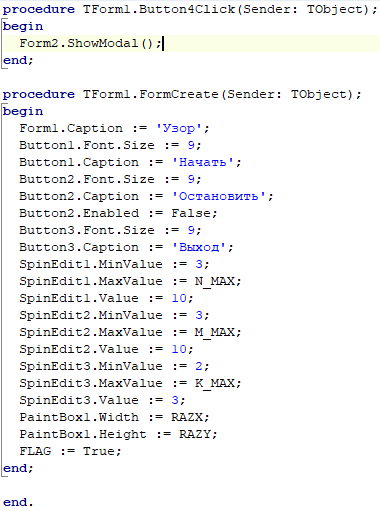 procedure TForm1.Button4Click(Sender: TObject);
begin
  Form2.ShowModal();
end;

procedure TForm1.FormCreate(Sender: TObject);
begin
  Form1.Caption := 'Узор';
  Button1.Font.Size := 9;
  Button1.Caption := 'Начать';
  Button2.Font.Size := 9;
  Button2.Caption := 'Остановить';
  Button2.Enabled := False;
  Button3.Font.Size := 9;
  Button3.Caption := 'Выход';
  SpinEdit1.MinValue := 3;
  SpinEdit1.MaxValue := N_MAX;
  SpinEdit1.Value := 10;
  SpinEdit2.MinValue := 3;
  SpinEdit2.MaxValue := M_MAX;
  SpinEdit2.Value := 10;
  SpinEdit3.MinValue := 2;
  SpinEdit3.MaxValue := K_MAX;
  SpinEdit3.Value := 3;
  PaintBox1.Width := RAZX;
  PaintBox1.Height := RAZY;
  FLAG := True;
end;

end.